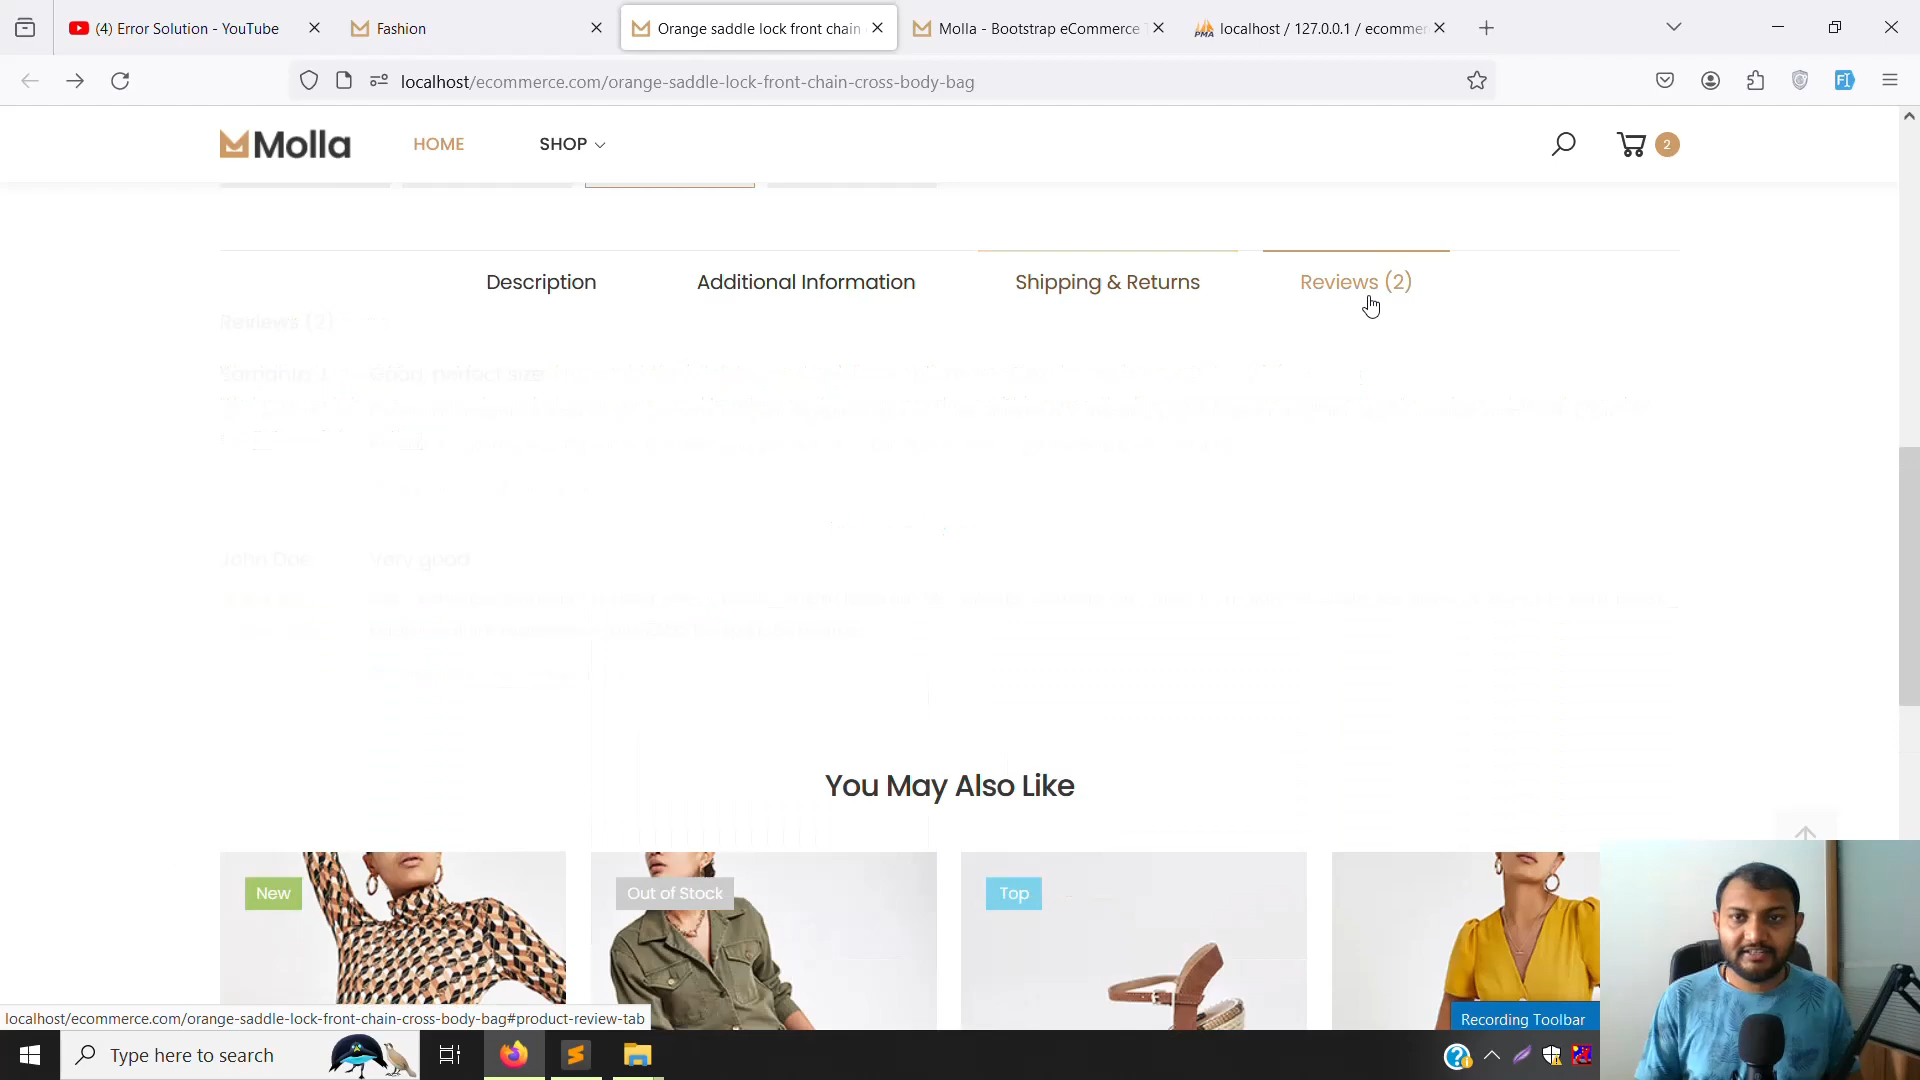 (4) Error Solution - YouTube
Fashion
Orange saddle lock front chain
Molla - Bootstrap eCommerce T
localhost / 127.0.0.1 / ecommer
localhost/ecommerce.com/orange-saddle-lock-front-chain-cross-body-bag
Molla
HOME
SHOP
2
Description
Additional Information
Shipping & Returns
Reviews (2)
Reviews (2)
Good, perfect size
John Doe
Very good
You May Also Like
New
Out of Stock
Top
localhost/ecommerce.com/orange-saddle-lock-front-chain-cross-body-bag#product-review-tab
Recording Toolbar
Type here to search